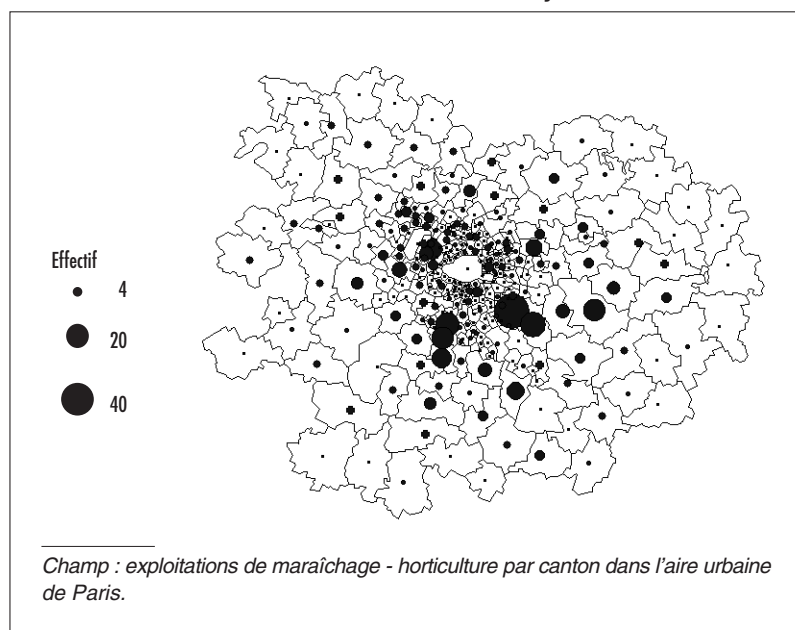 Effectif
4
20
40
Champ : exploitations de maraîchage - horticulture par canton dans l'aire urbaine
de Paris.